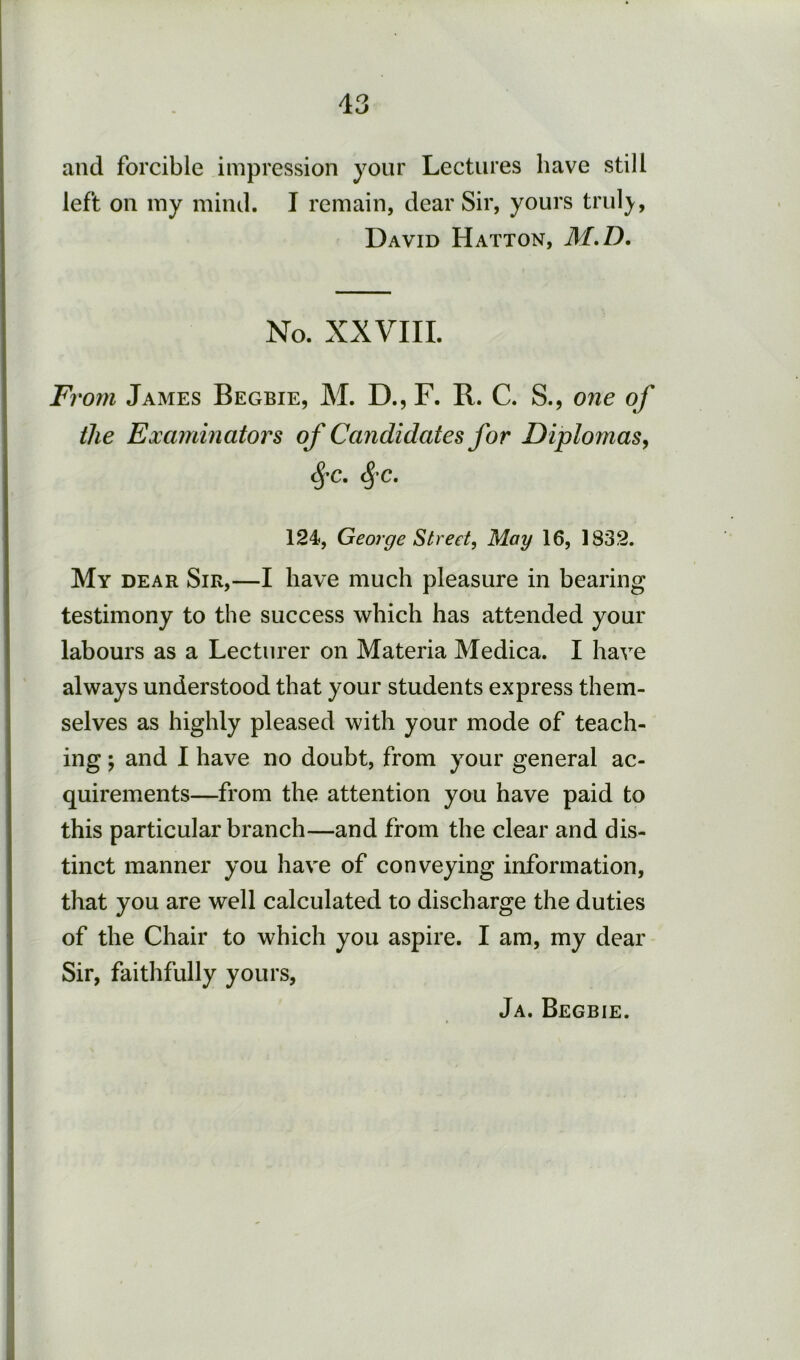 43
and forcible impression your Lectures have still
left on my mind. I remain, dear Sir, yours truly,
David Hatton, M.D.
No. XXVIII.
From James Begbie, M. D., F. R. C. S., one of
the Examinators of Candidates for Diplomas,
&c. &c.
124, George Street, May 16, 1832.
My dear Sir,—I have much pleasure in bearing
testimony to the success which has attended your
labours as a Lecturer on Materia Medica. I have
always understood that your students express them-
selves as highly pleased with your mode of teach-
ing; and I have no doubt, from your general ac-
quirements—from the attention you have paid to
this particular branch—and from the clear and dis-
tinct manner you have of conveying information,
that you are well calculated to discharge the duties
of the Chair to which you aspire. I am, my dear
Sir, faithfully yours,
Ja. Begbie.